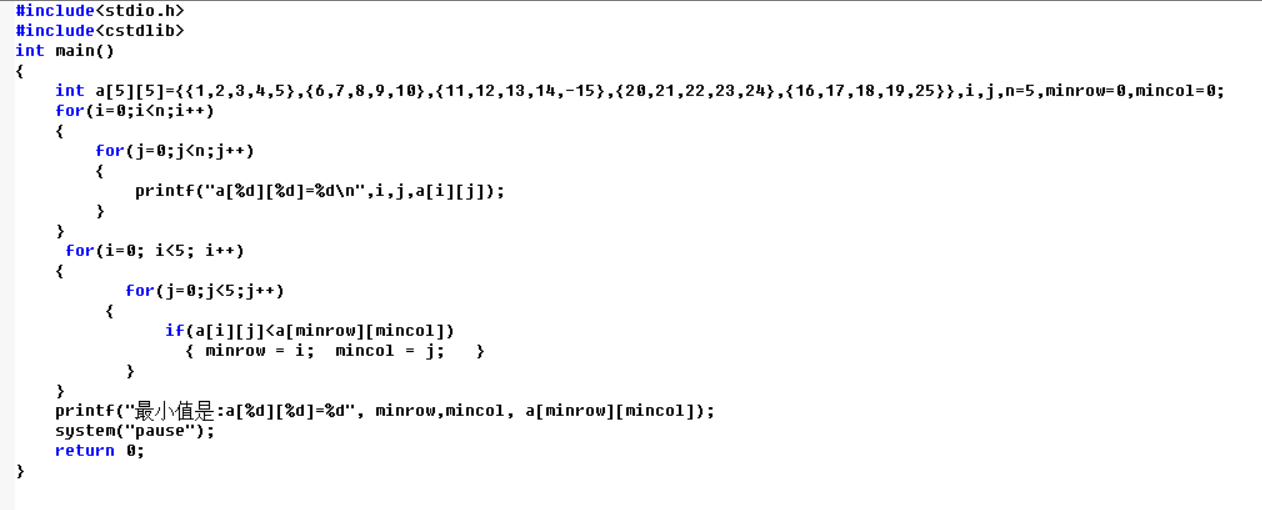 #include<stdio.h>
#include<cstdlib>
int main()
{
    int a[5][5]={{1,2,3,4,5},{6,7,8,9,10},{11,12,13,14,-15},{20,21,22,23,24},{16,17,18,19,25}},i,j,n=5,minrow=0,mincol=0;
    for(i=0;i<n;i++)
    {
        for(j=0;j<n;j++)
        {
            printf("a[%d][%d]=%d\n",i,j,a[i][j]);
        }
    }
     for(i=0; i<5; i++)
    {
           for(j=0;j<5;j++)
         {
               if(a[i][j]<a[minrow][mincol])
                 { minrow = i;  mincol = j;   }
           }
    }
    printf("最小值是:a[%d][%d]=%d", minrow,mincol, a[minrow][mincol]);
    system("pause");
    return 0;
}